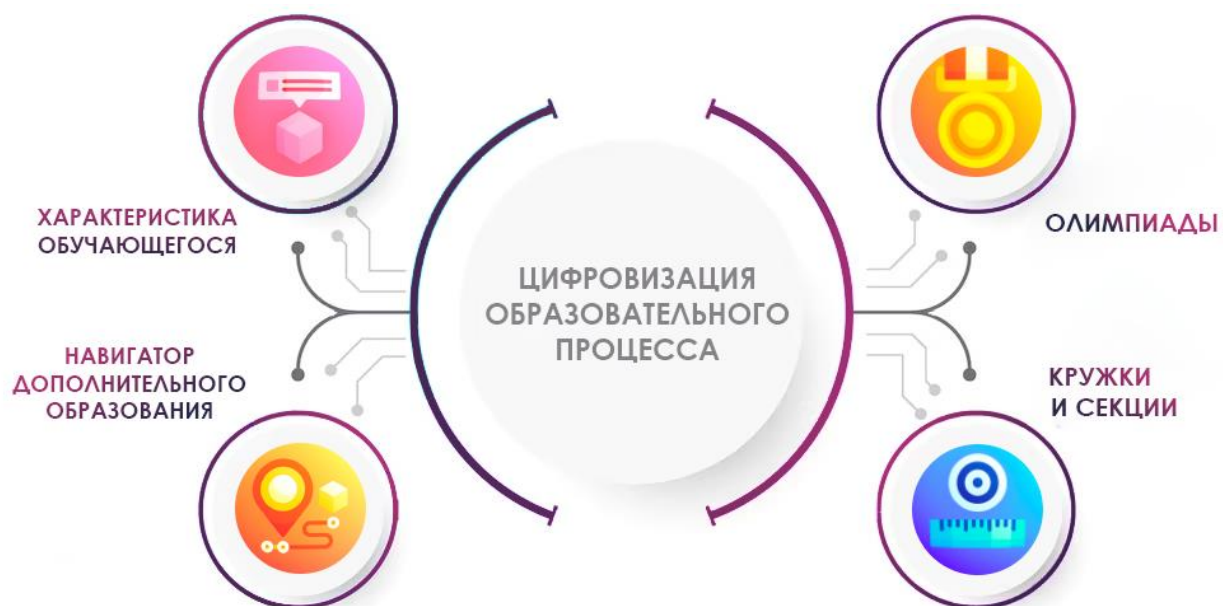 ХАРАКТЕРИСТИКА
ОБУЧАЮЩЕГОСЯ
НАВИГАТОР
ДОПОЛНИТЕЛЬНОГО
ОБРАЗОВАНИЯ
ЦИФРОВИЗАЦИЯ
ОБРАЗОВАТЕЛЬНОГО
ПРОЦЕССА
ОЛИМПИАДЫ
КРУЖКИ
И СЕКЦИИ